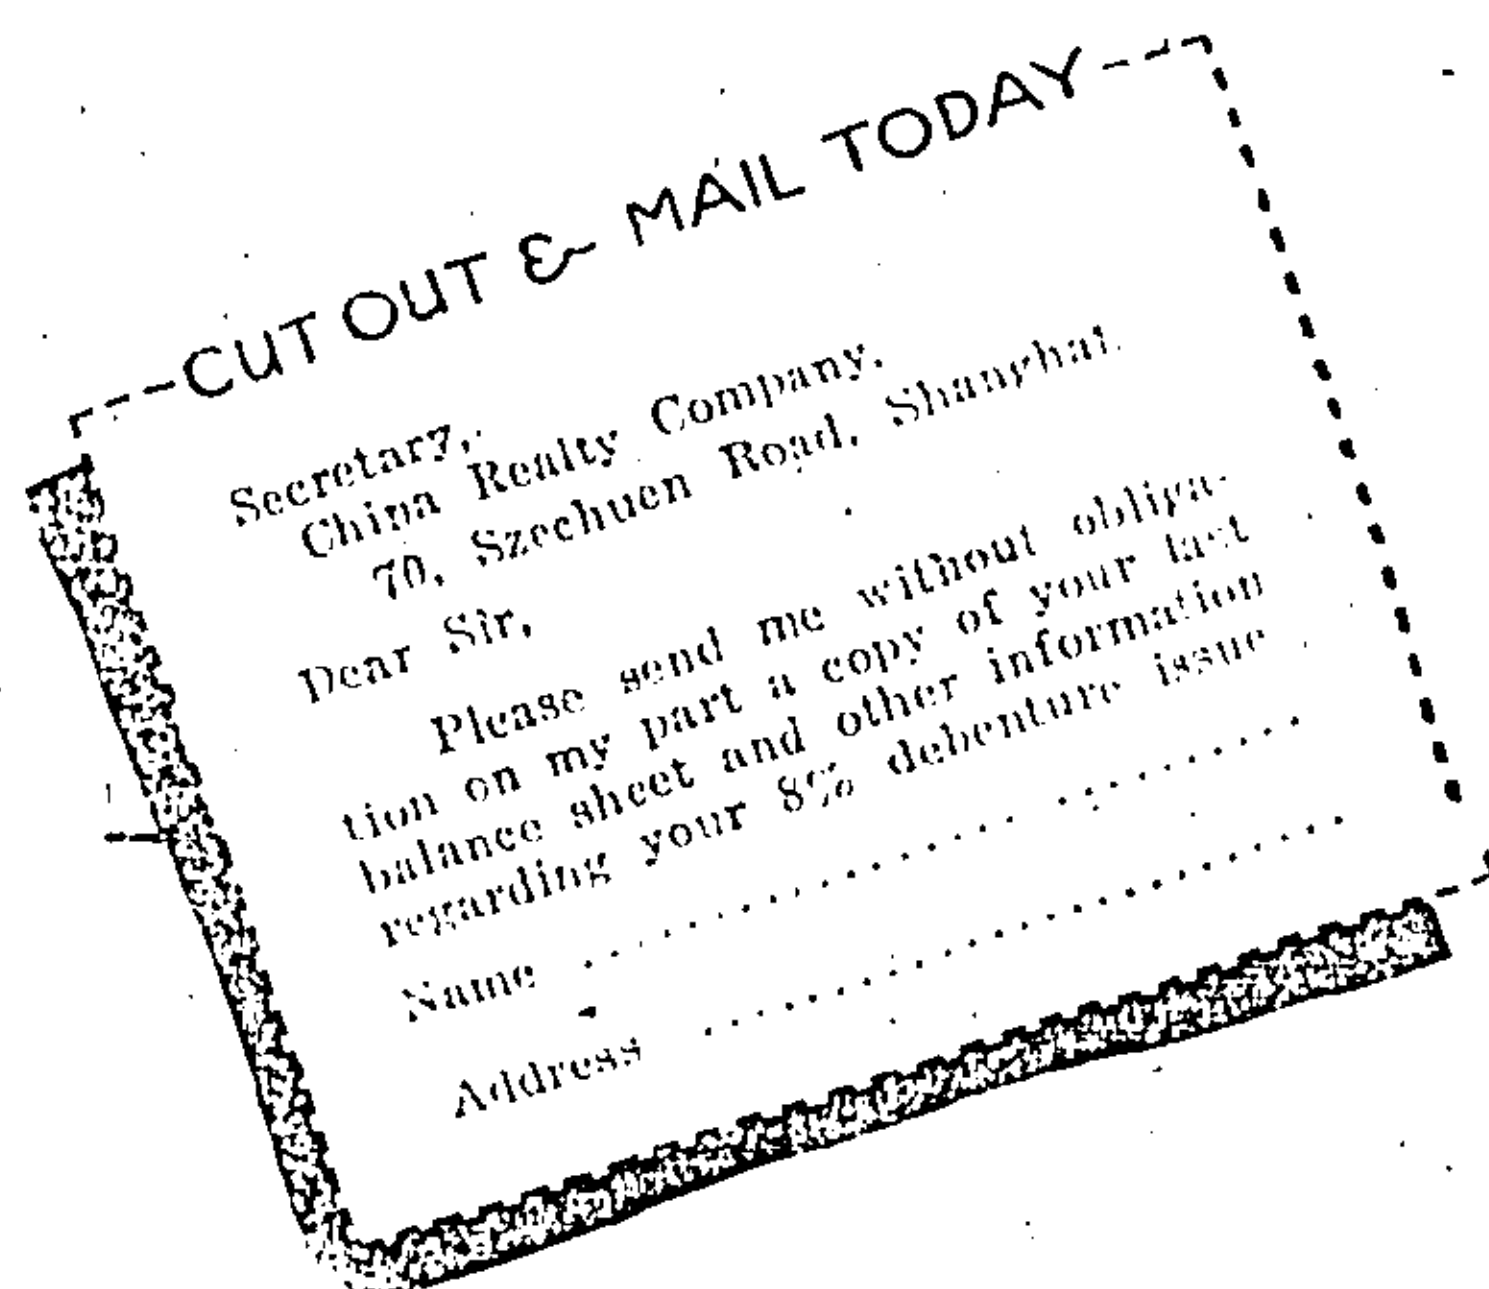 CUT OUT & MAIL TODAY
Secretary,
China Realty Company,
70, Szechuen Road, Shanghai.
Dear Sir,
Please send me without obliga-
tion on my part a copy of your last
balance sheet and other information
regarding your 8% debenture issue
Name ..............................
Address ..............................